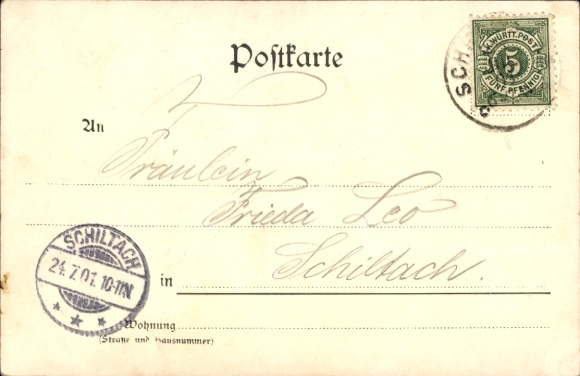 Postkarte
K. WÜRTT. POST
5
FÜNF PFENNIG
An
Fräulein
Frieda Leo
SCHILTACH
24.7.01. 10-11N
in Schiltach.
Wohnung
(Straße und Hausnummer)